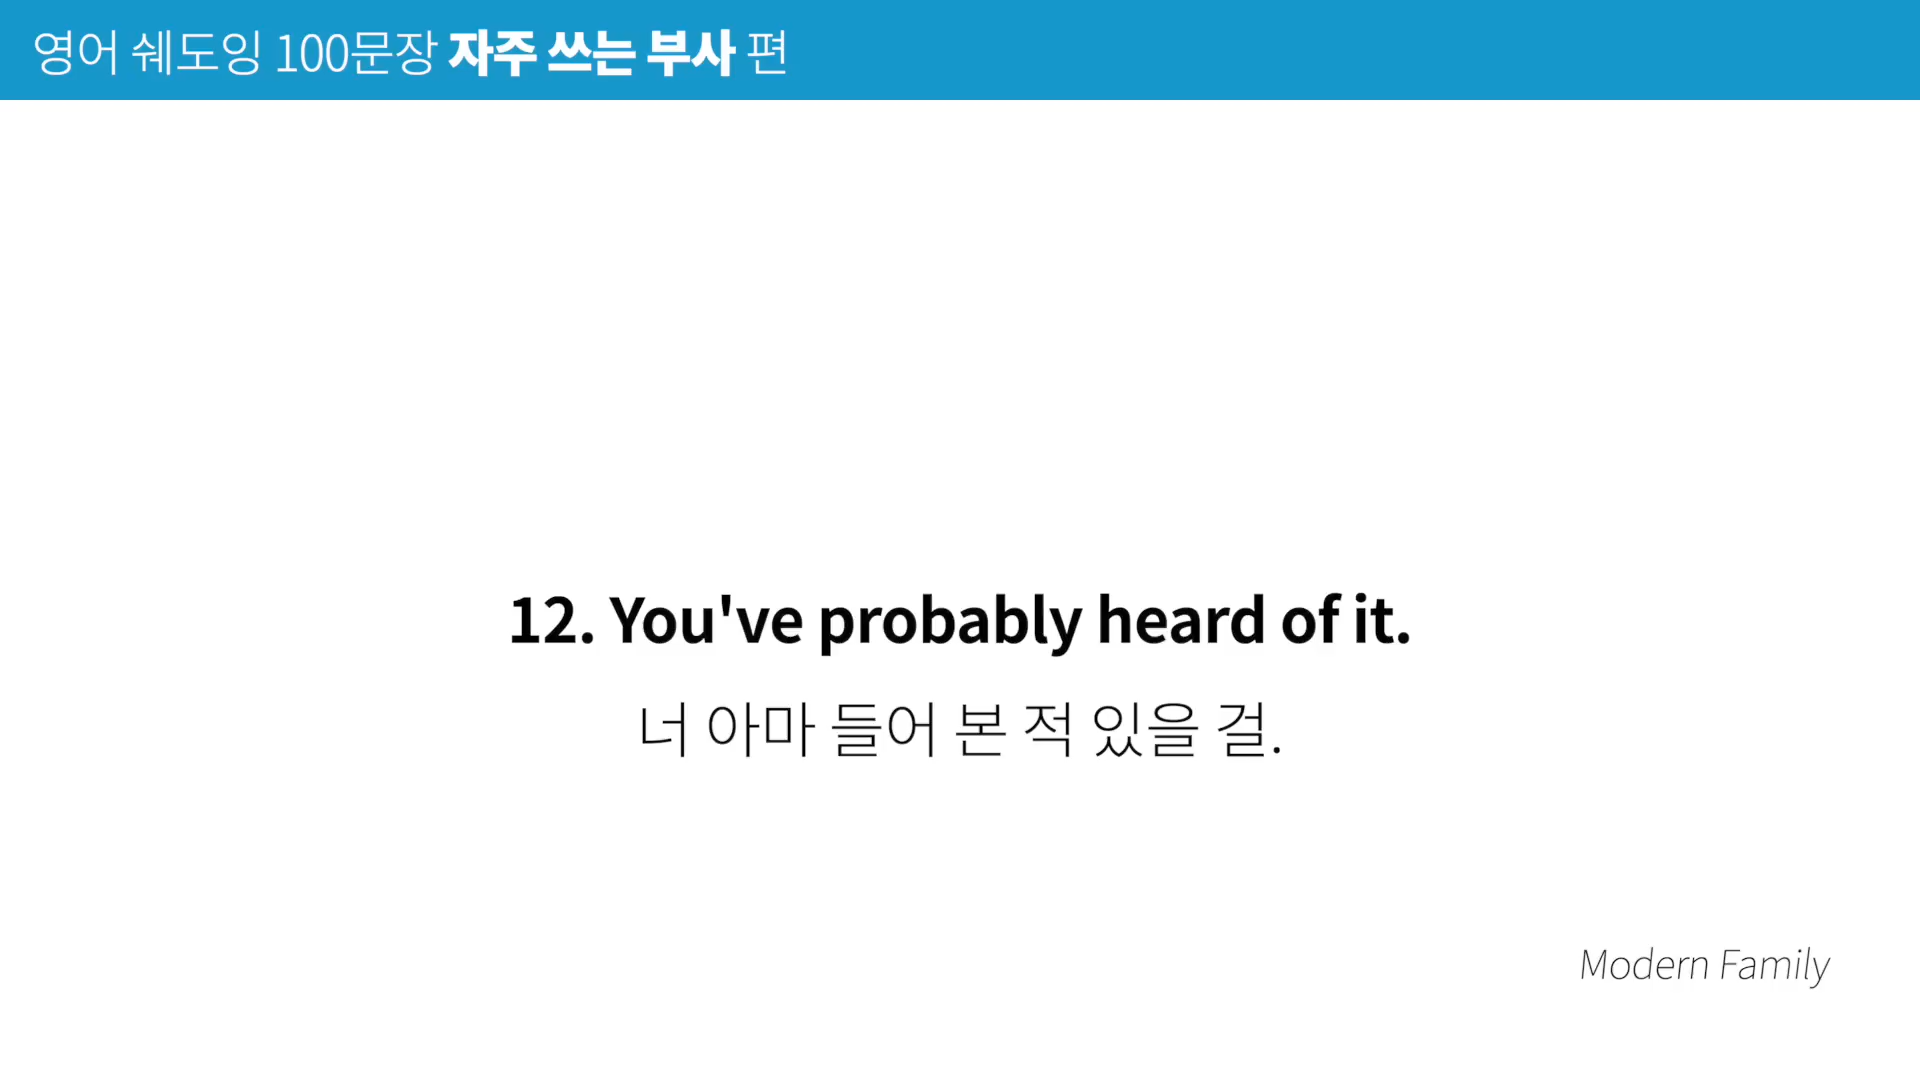 영어 쉐도잉 100문장 자주 쓰는 부사 편
12. You've probably heard of it.
너 아마 들어 본 적 있을 걸.
Modern Family